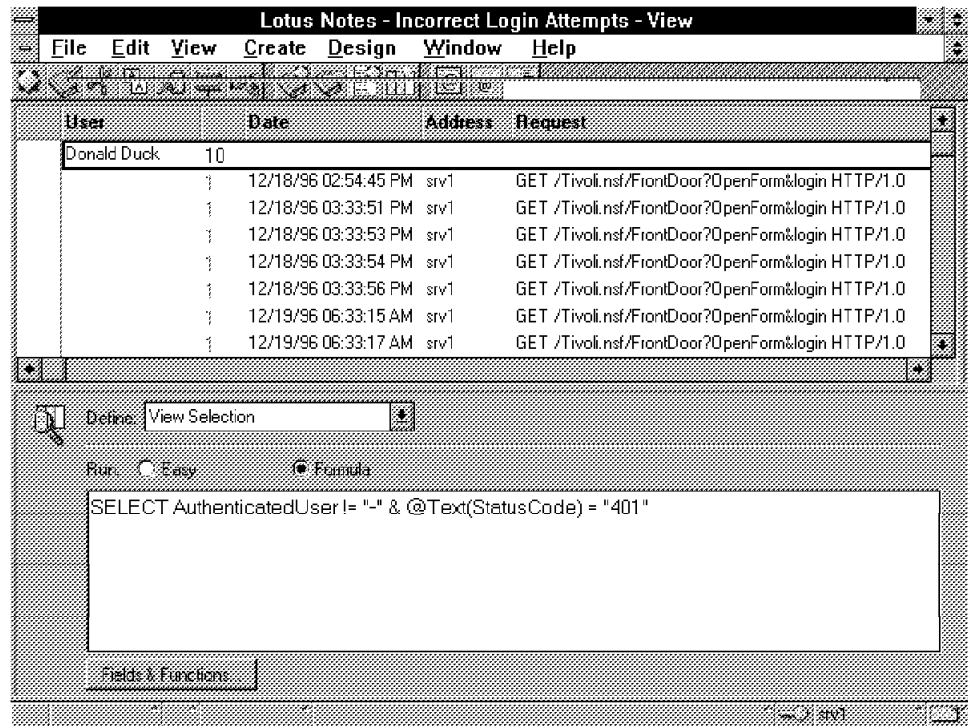 Lotus Notes - Incorrect Login Attempts - View
File Edit View Create Design Window Help
User Date Address Request
Donald Duck 10
1 12/18/96 02:54:45 PM srv1 GET /Tivoli.nsf/FrontDoor?OpenForm&login HTTP/1.0
1 12/18/96 03:33:51 PM srv1 GET /Tivoli.nsf/FrontDoor?OpenForm&login HTTP/1.0
1 12/18/96 03:33:53 PM srv1 GET /Tivoli.nsf/FrontDoor?OpenForm&login HTTP/1.0
1 12/18/96 03:33:54 PM srv1 GET /Tivoli.nsf/FrontDoor?OpenForm&login HTTP/1.0
1 12/18/96 03:33:56 PM srv1 GET /Tivoli.nsf/FrontDoor?OpenForm&login HTTP/1.0
1 12/19/96 06:33:15 AM srv1 GET /Tivoli.nsf/FrontDoor?OpenForm&login HTTP/1.0
1 12/19/96 06:33:17 AM srv1 GET /Tivoli.nsf/FrontDoor?OpenForm&login HTTP/1.0
Define: View Selection
Run: Easy Formula
SELECT AuthenticatedUser != "-" & @Text(StatusCode) = "401"
Fields & Functions...
srv1